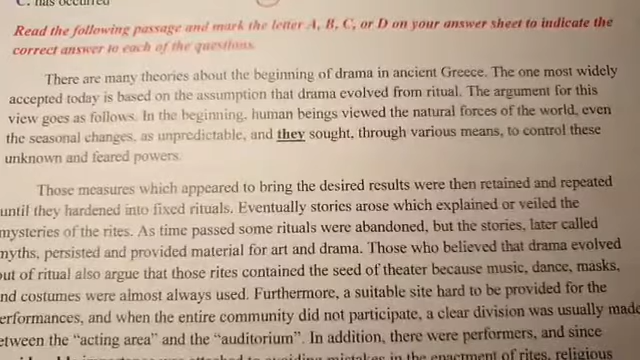 C. has occurred
Read the following passage and mark the letter A, B, C, or D on your answer sheet to indicate the
correct answer to each of the questions.
There are many theories about the beginning of drama in ancient Greece. The one most widely
accepted today is based on the assumption that drama evolved from ritual. The argument for this
view goes as follows. In the beginning, human beings viewed the natural forces of the world, even
the seasonal changes, as unpredictable, and they sought, through various means, to control these
unknown and feared powers.
Those measures which appeared to bring the desired results were then retained and repeated
until they hardened into fixed rituals. Eventually stories arose which explained or veiled the
mysteries of the rites. As time passed some rituals were abandoned, but the stories, later called
myths, persisted and provided material for art and drama. Those who believed that drama evolved
out of ritual also argue that those rites contained the seed of theater because music, dance, masks,
nd costumes were almost always used. Furthermore, a suitable site had to be provided for the
erformances, and when the entire community did not participate, a clear division was usually made
etween the "acting area" and the "auditorium". In addition, there were performers, and since
avoiding mistakes in the enactment of rites, religious